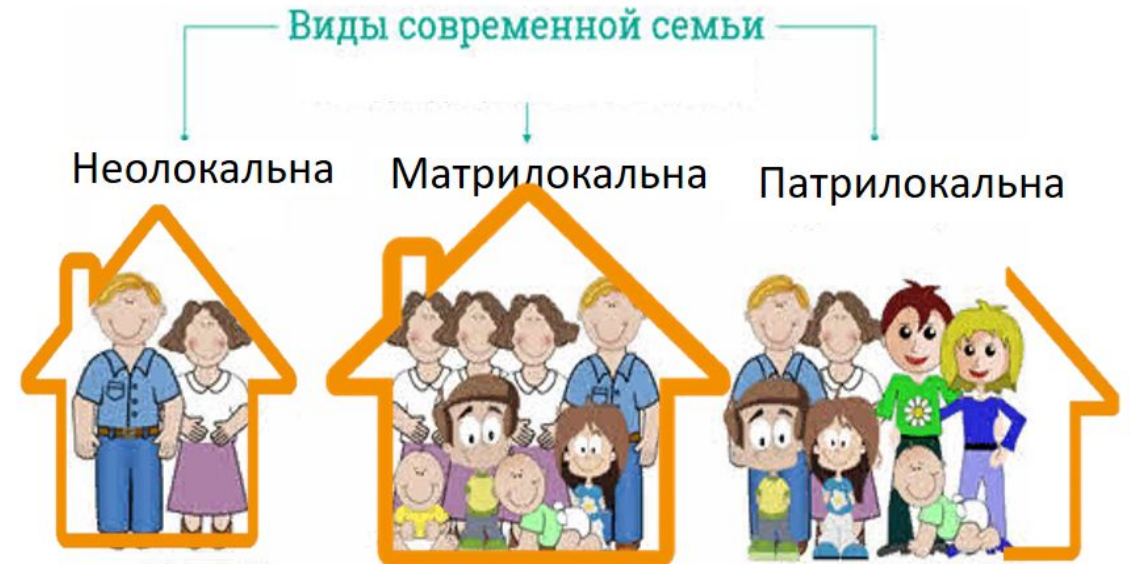 Виды современной семьи
Неолокальна
Матрилокальна
Патрилокальна